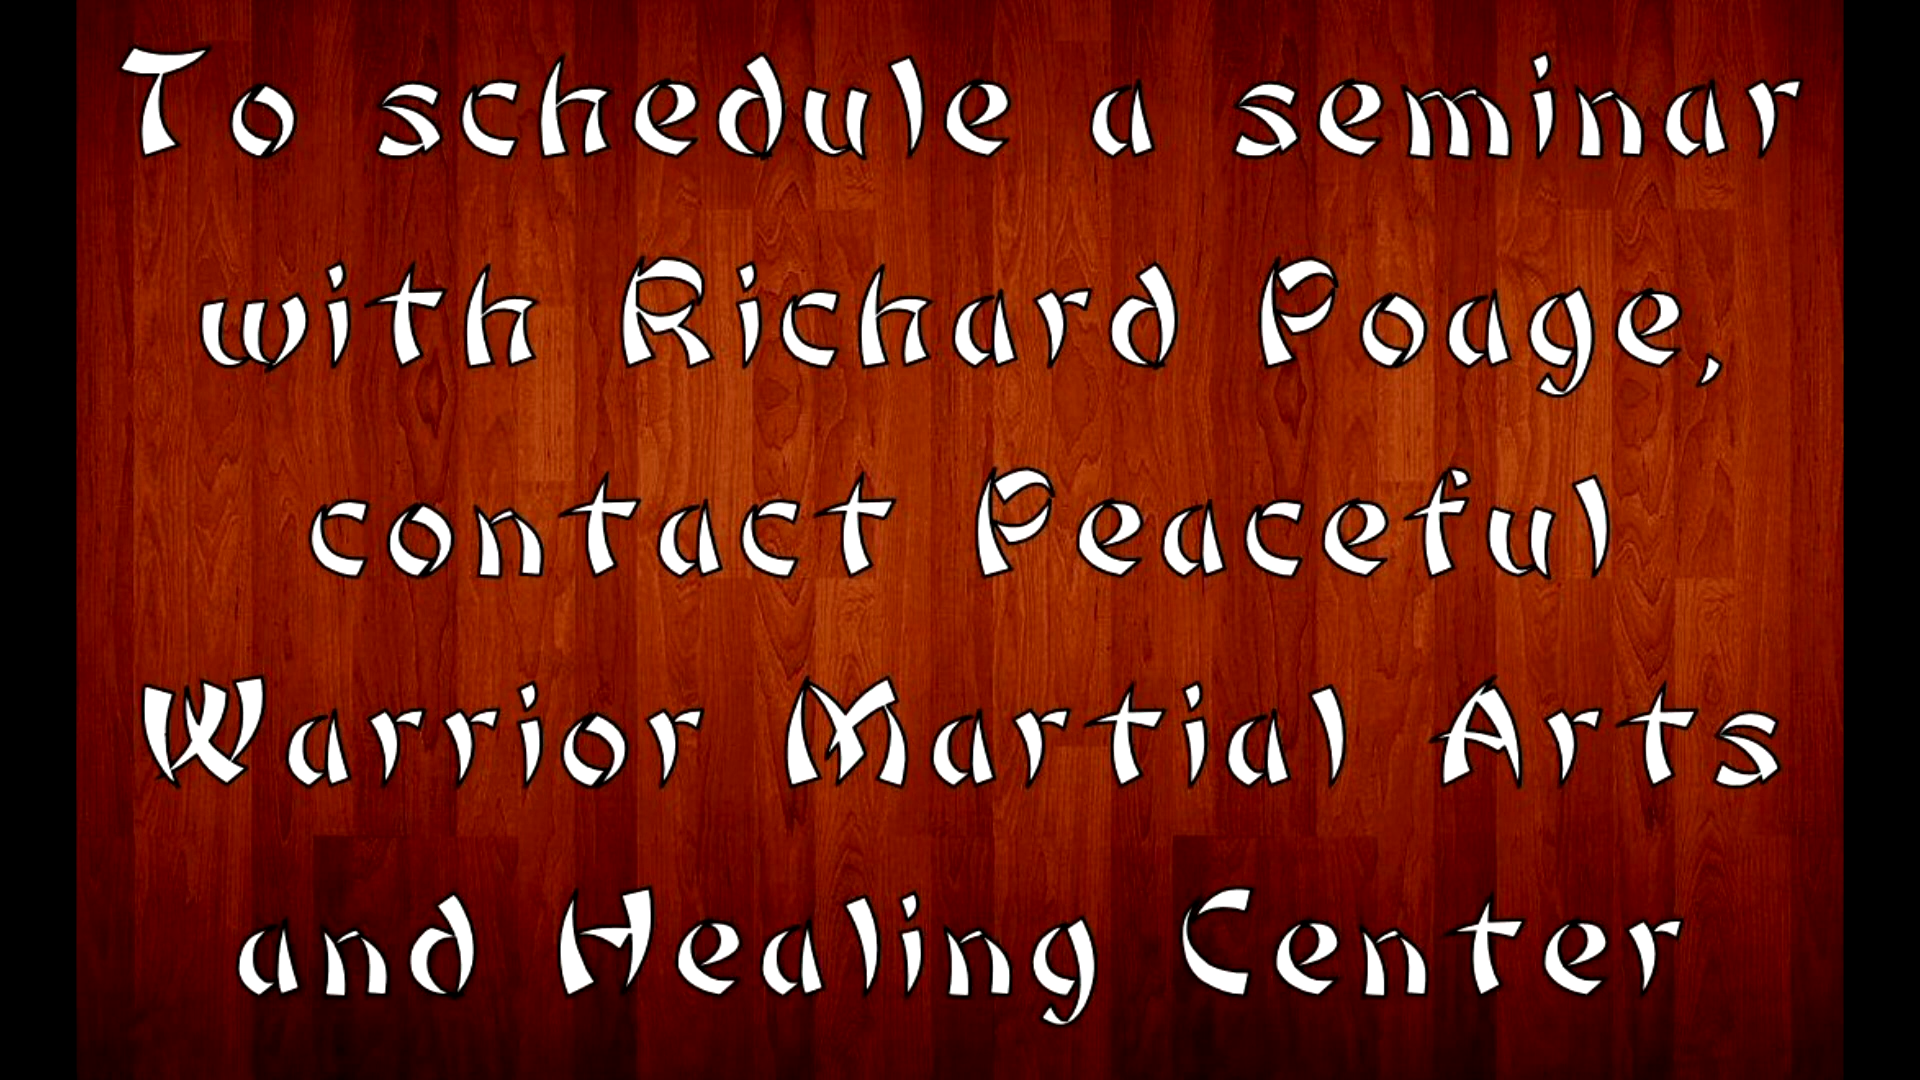 To schedule a seminar
with Richard Poage,
contact Peaceful
Warrior Martial Arts
and Healing Center